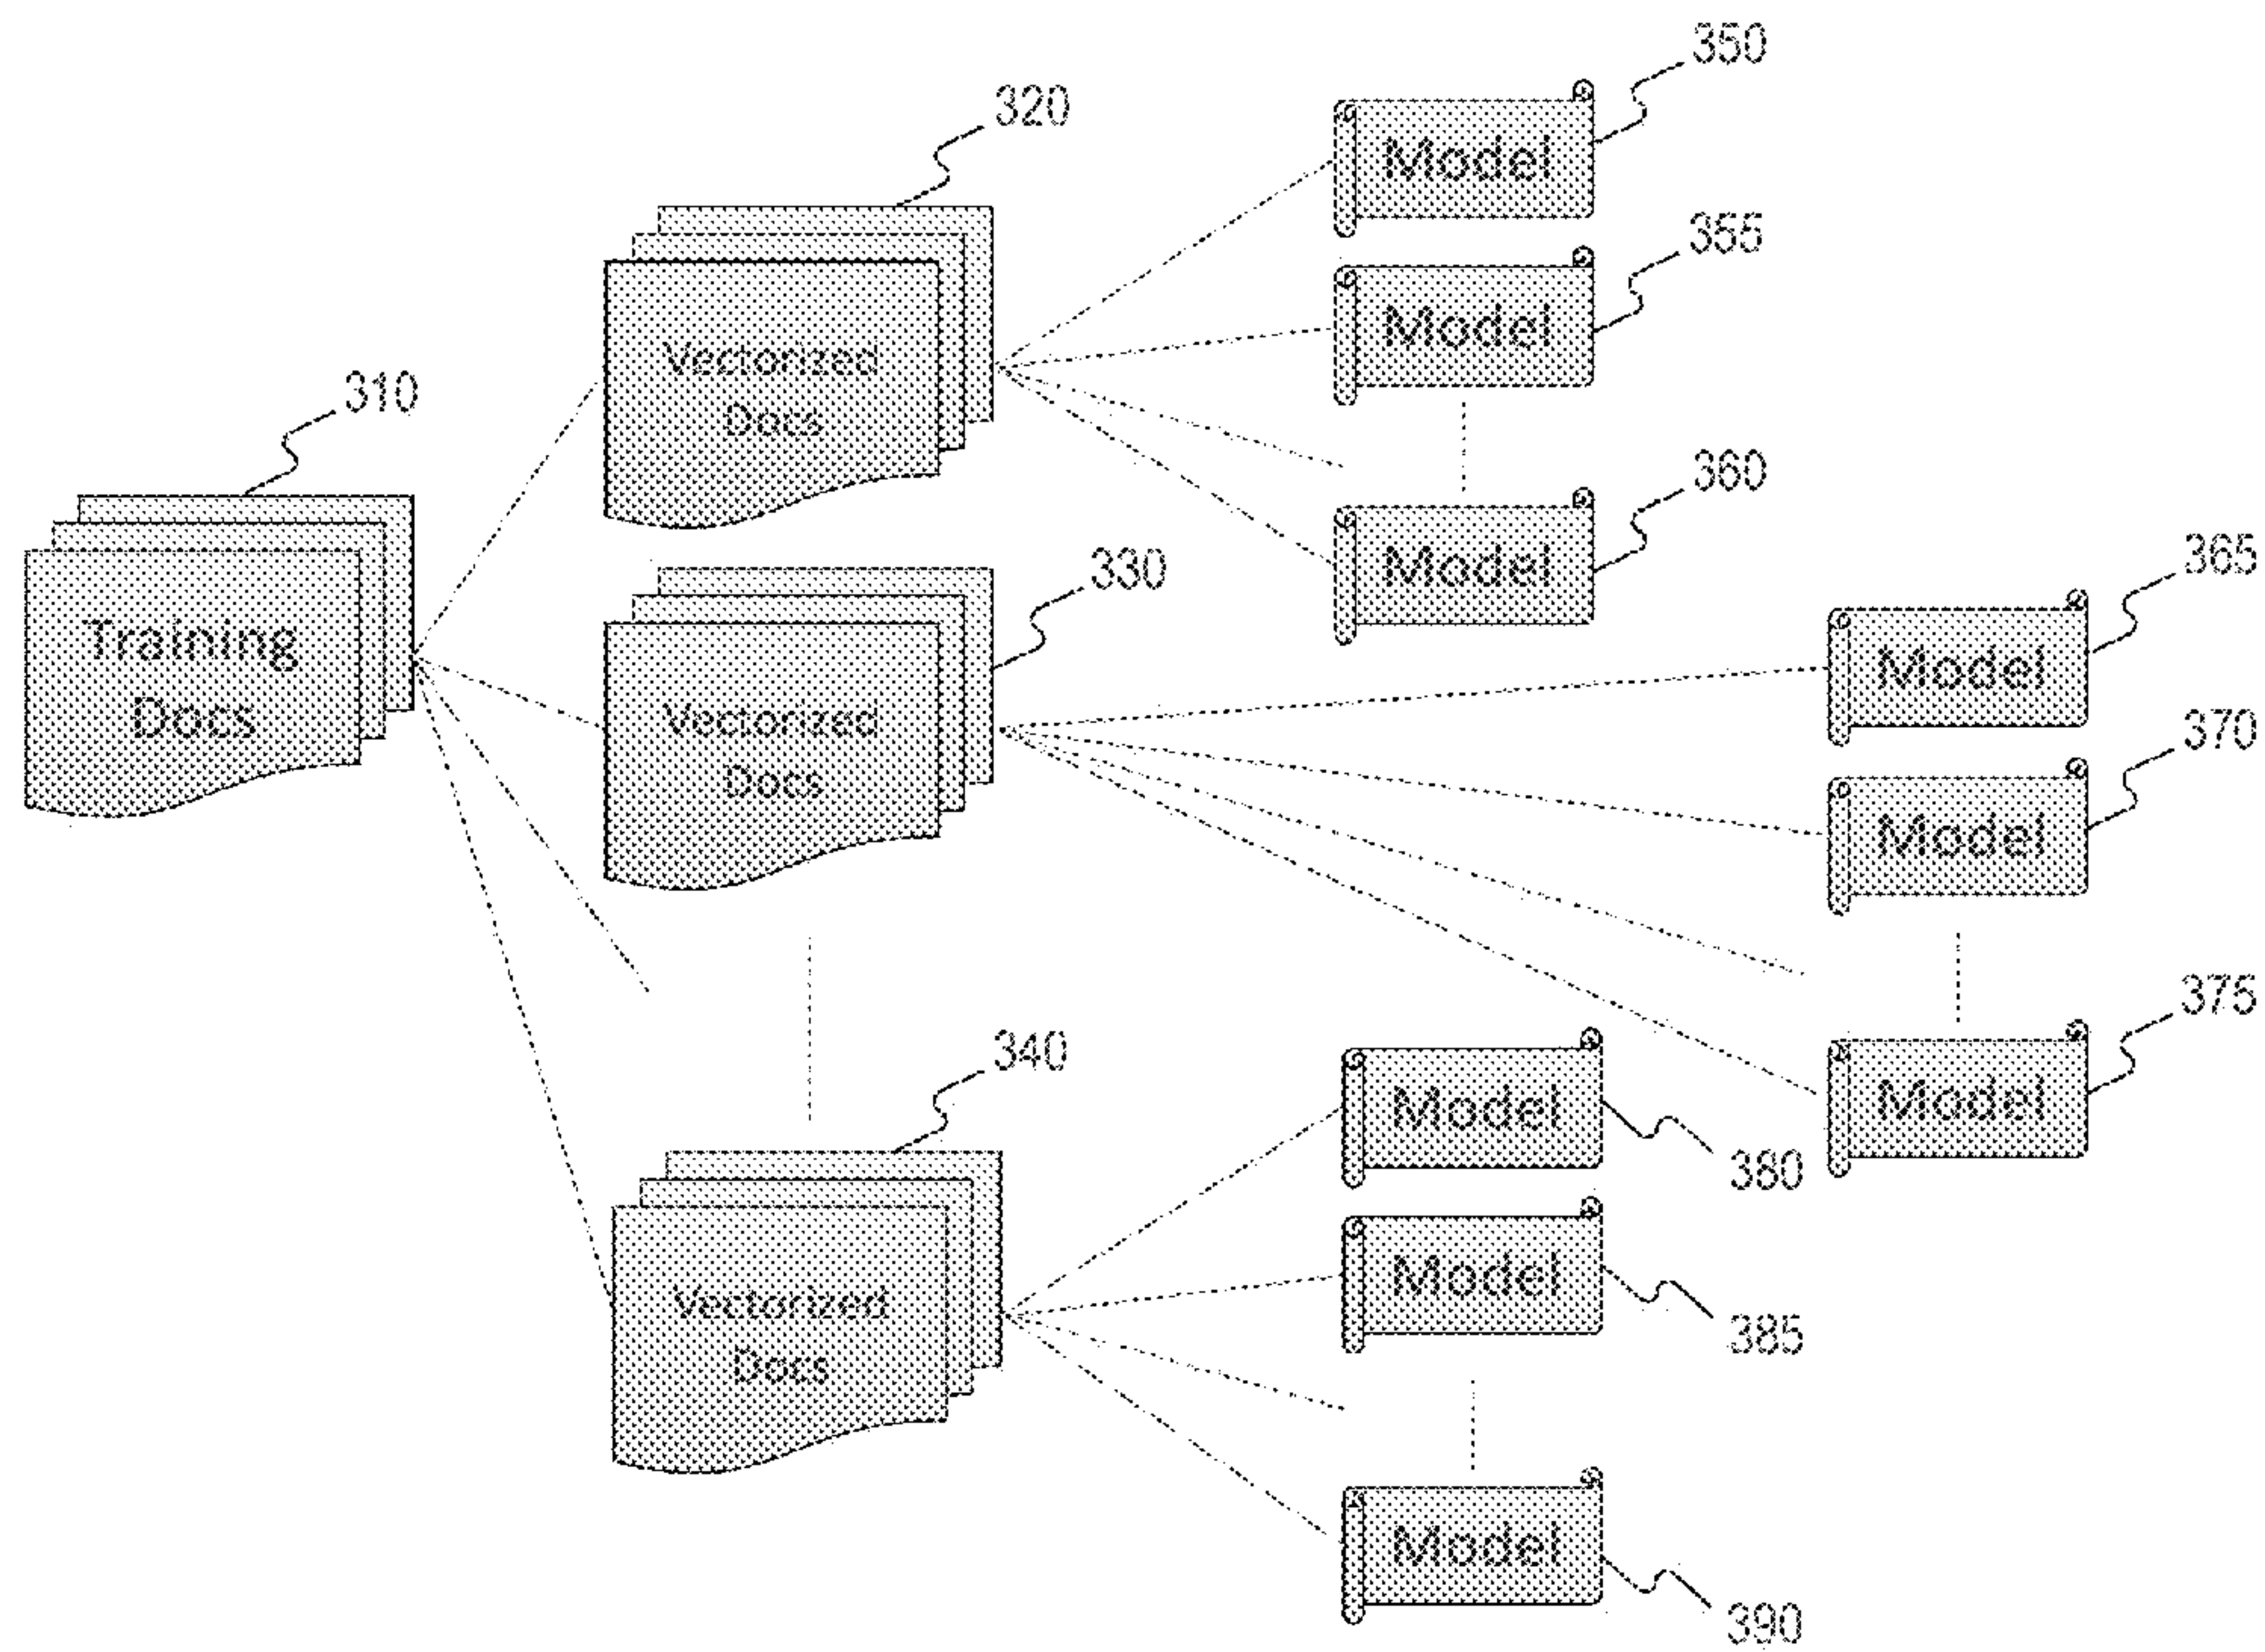 350
320
Model
355
Model
Vectorized
Docs
310
360
Model
365
330
Training
Docs
Model
Vectorized
Docs
370
Model
375
340
Model
Model
380
Vectorized
Docs
Model
385
Model
390